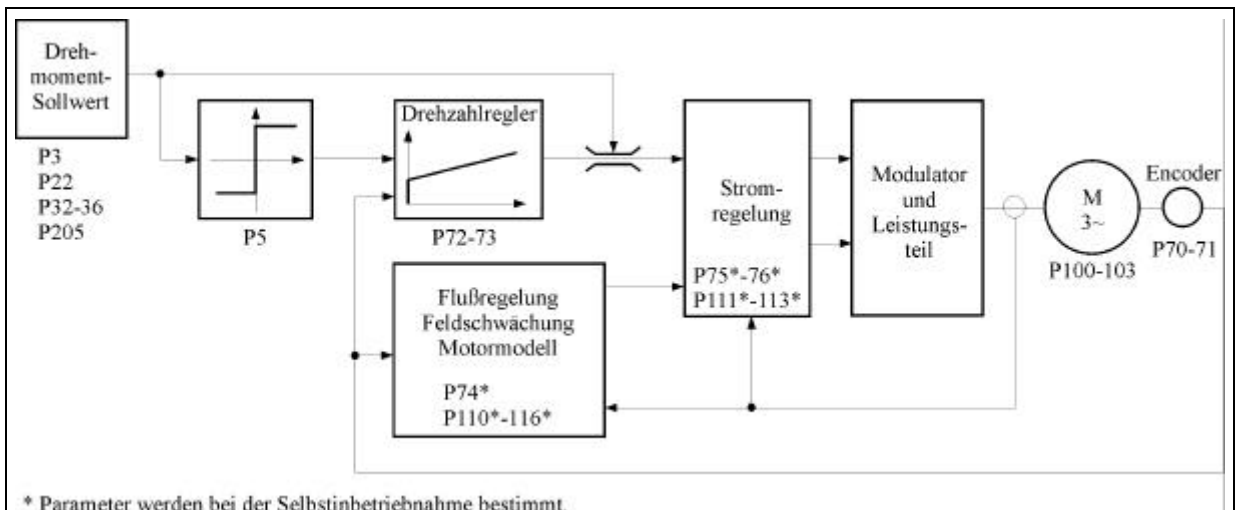 Dreh-
moment-
Sollwert
P3
P22
P32-36
P205
P5
Drehzahlregler
P72-73
Strom-
regelung
P75*-76*
P111*-113*
Modulator
und
Leistungs-
teil
M
3~
P100-103
Encoder
P70-71
Flußregelung
Feldschwächung
Motormodell
P74*
P110*-116*
* Parameter werden bei der Selbstinbetriebnahme bestimmt